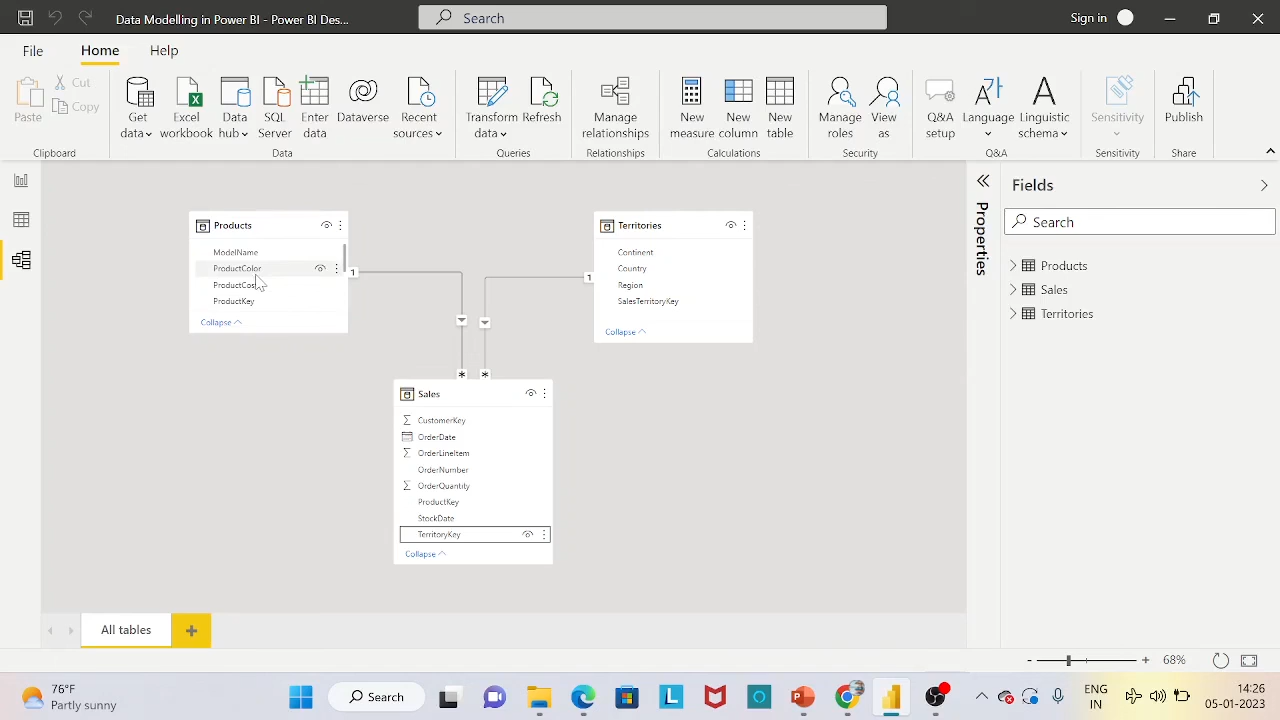 Data Modelling in Power BI - Power BI Des...
Search
Sign in
File
Home
Help
Paste
Cut
Copy
Get data
Excel workbook
Data hub
SQL Server
Enter data
Dataverse
Recent sources
Transform data
Refresh
Manage relationships
New measure
New column
New table
Manage roles
View as
Q&A setup
Language
Linguistic schema
Sensitivity
Publish
Clipboard
Data
Queries
Relationships
Calculations
Security
Q&A
Sensitivity
Share
Products
ModelName
ProductColor
ProductCos
ProductKey
Collapse
1
Territories
Continent
Country
Region
SalesTerritoryKey
Collapse
1
*
*
Sales
CustomerKey
OrderDate
OrderLineItem
OrderNumber
OrderQuantity
ProductKey
StockDate
TerritoryKey
Collapse
Properties
Fields
Search
Products
Sales
Territories
All tables
- + 68%
76°F
Partly sunny
Search
ENG
IN
14:26
05-01-2023